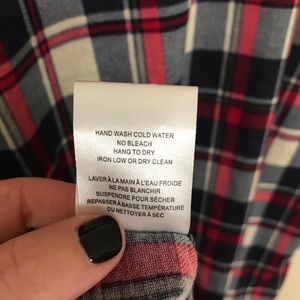 HAND WASH COLD WATER
NO BLEACH
HANG TO DRY
IRON LOW OR DRY CLEAN
LAVER À LA MAIN À L'EAU FROIDE
NE PAS BLANCHIR
SUSPENDRE POUR SÉCHER
REPASSER À BASSE TEMPÉRATURE
OU NETTOYER À SEC